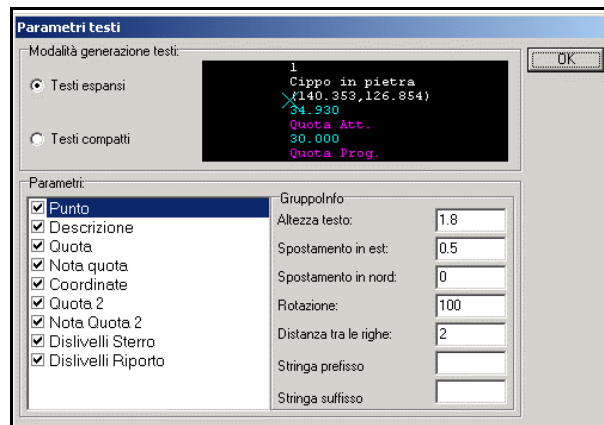 Parametri testi
Modalità generazione testi:
OK
Testi espansi
Testi compatti
1
Cippo in pietra
(140.353,126.854)
34.930
Quota Att.
30.000
Quota Prog.
Parametri:
Punto
Descrizione
Quota
Nota quota
Coordinate
Quota 2
Nota Quota 2
Dislivelli Sterro
Dislivelli Riporto
GruppoInfo
Altezza testo: 1.8
Spostamento in est: 0.5
Spostamento in nord: 0
Rotazione: 100
Distanza tra le righe: 2
Stringa prefisso
Stringa suffisso